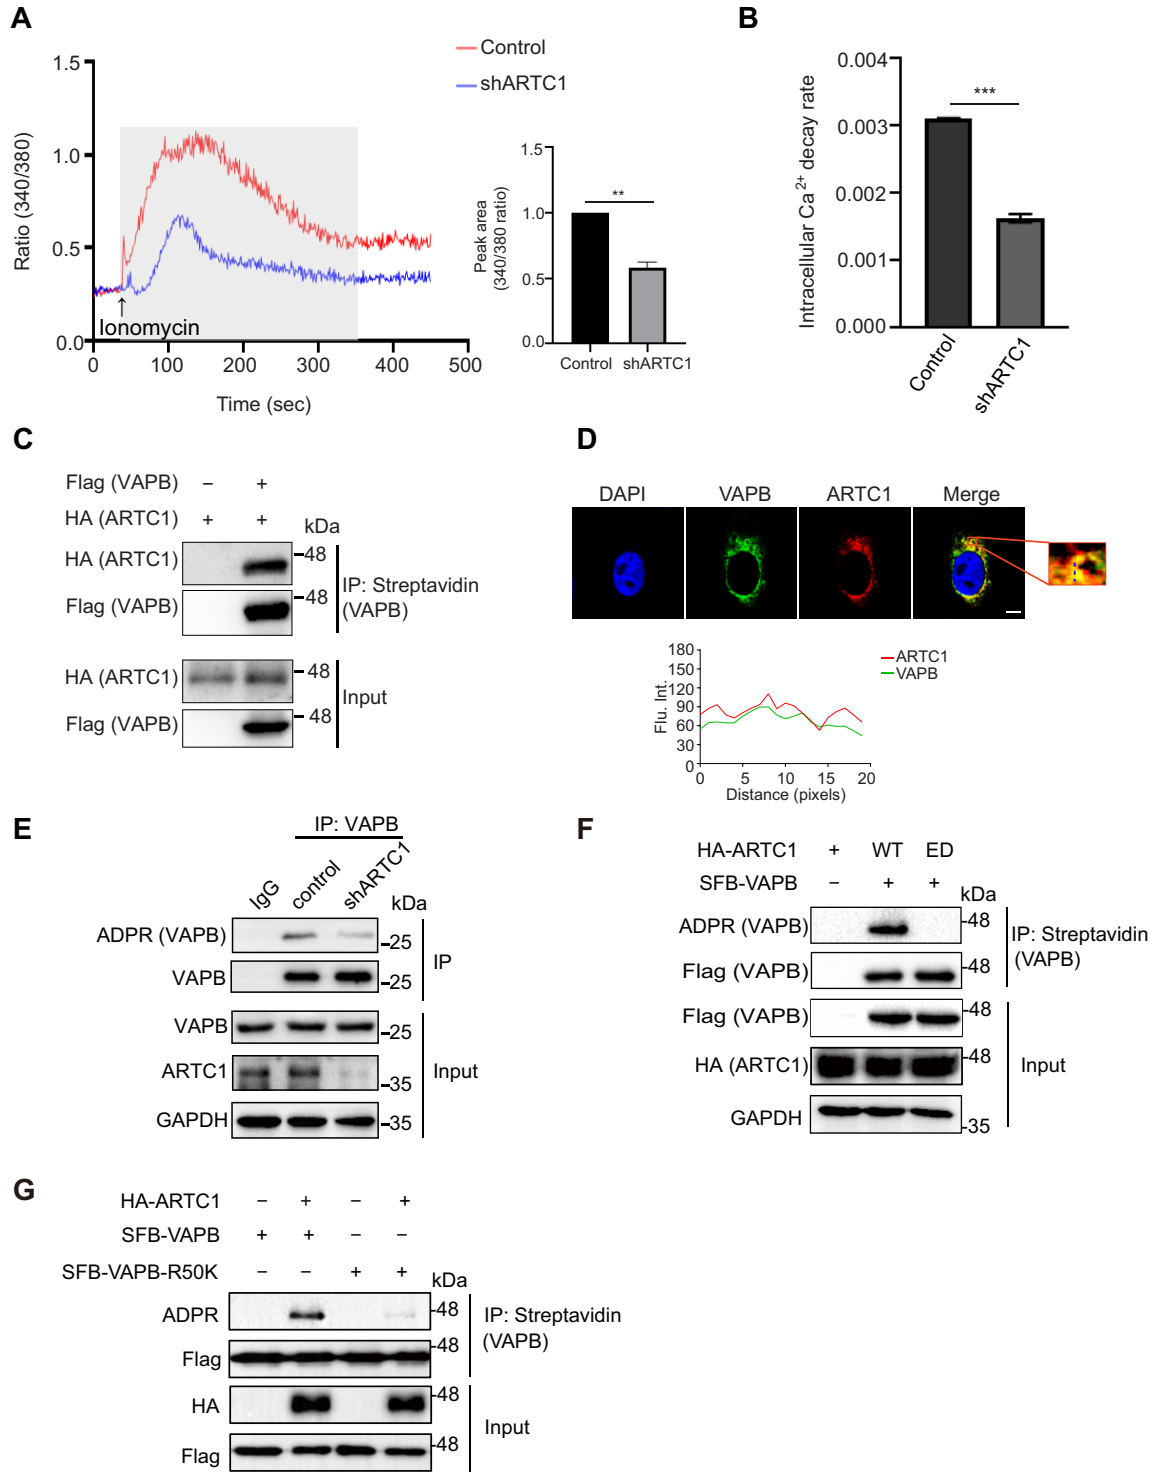 A
Control
shARTC1
1.5
1.0
0.5
0.0
Ratio (340/380)
Ionomycin
0 100 200 300 400 500
Time (sec)
1.5
1.0
0.5
0.0
Peak area
(340/380 ratio)
**
Control shARTC1
B
0.004
0.003
0.002
0.001
0.000
Intracellular Ca²⁺ decay rate
***
Control
shARTC1
C
Flag (VAPB) – +
HA (ARTC1) + +
kDa
HA (ARTC1) 48
Flag (VAPB) 48
IP: Streptavidin
(VAPB)
HA (ARTC1) 48
Flag (VAPB) 48
Input
D
DAPI VAPB ARTC1 Merge
180
150
120
90
60
30
0
Flu. Int.
ARTC1
VAPB
0 5 10 15 20
Distance (pixels)
E
IP: VAPB
IgG control shARTC1
kDa
ADPR (VAPB) 25
VAPB 25
IP
VAPB 25
ARTC1 35
GAPDH 35
Input
F
HA-ARTC1 + WT ED
SFB-VAPB – + +
kDa
ADPR (VAPB) 48
Flag (VAPB) 48
IP: Streptavidin
(VAPB)
Flag (VAPB) 48
HA (ARTC1) 48
GAPDH 35
Input
G
HA-ARTC1 – + – +
SFB-VAPB + + – –
SFB-VAPB-R50K – – + +
kDa
ADPR 48
Flag 48
IP: Streptavidin
(VAPB)
HA 48
Flag 48
Input